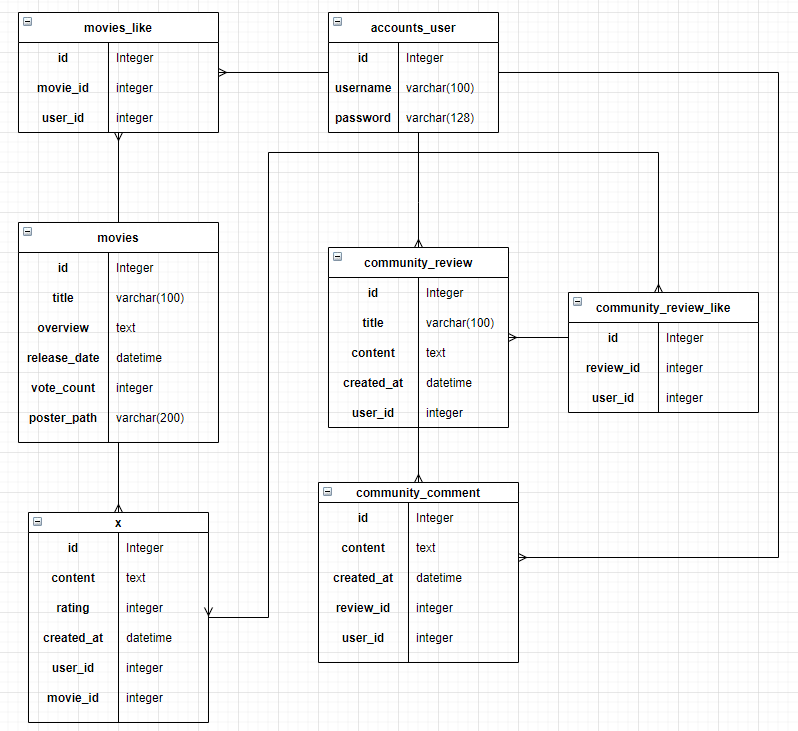 movies_like
id Integer
movie_id integer
user_id integer
accounts_user
id Integer
username varchar(100)
password varchar(128)
movies
id Integer
title varchar(100)
overview text
release_date datetime
vote_count integer
poster_path varchar(200)
community_review
id Integer
title varchar(100)
content text
created_at datetime
user_id integer
community_review_like
id Integer
review_id integer
user_id integer
x
id Integer
content text
rating integer
created_at datetime
user_id integer
movie_id integer
community_comment
id Integer
content text
created_at datetime
review_id integer
user_id integer